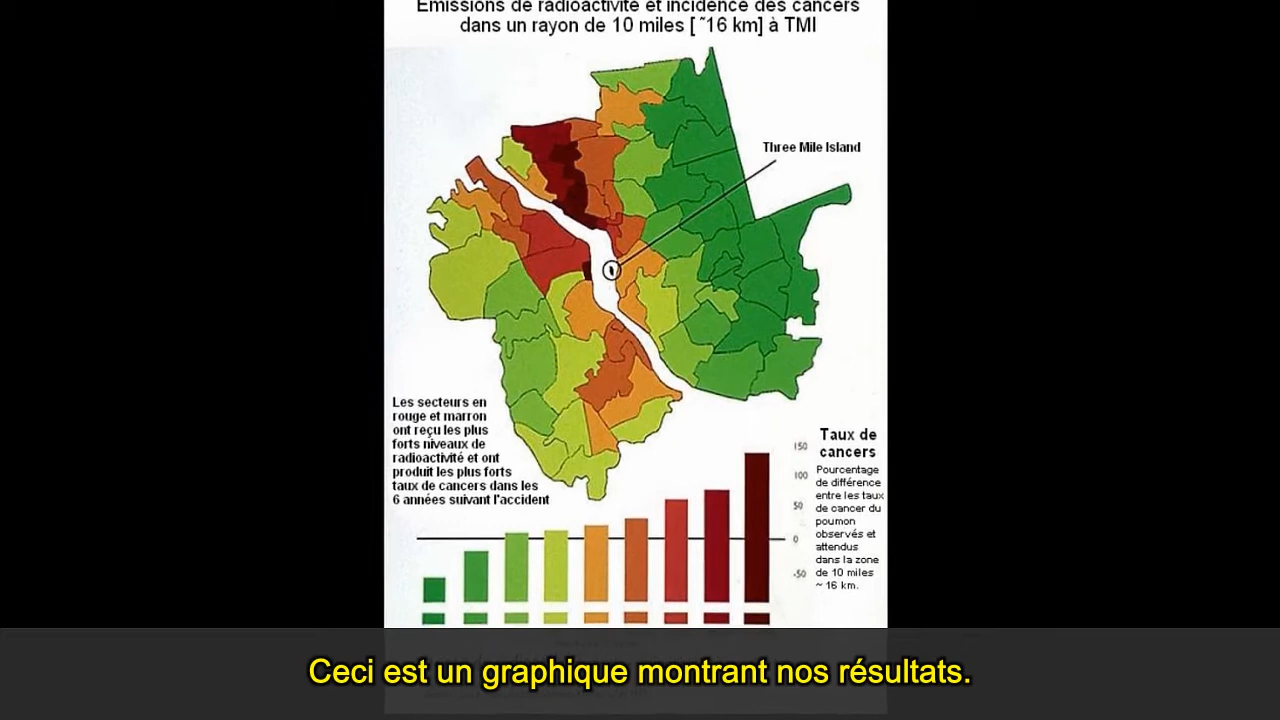 Emissions de radioactivité et incidence des cancers
dans un rayon de 10 miles [ ˜16 km] à TMI
Three Mile Island
Les secteurs en
rouge et marron
ont reçu les plus
forts niveaux de
radioactivité et ont
produit les plus forts
taux de cancers dans les
6 années suivant l'accident
150
100
50
0
-50
Taux de
cancers
Pourcentage
de différence
entre les taux
de cancer du
poumon
observés et
attendus
dans la zone
de 10 miles
~ 16 km.
Ceci est un graphique montrant nos résultats.